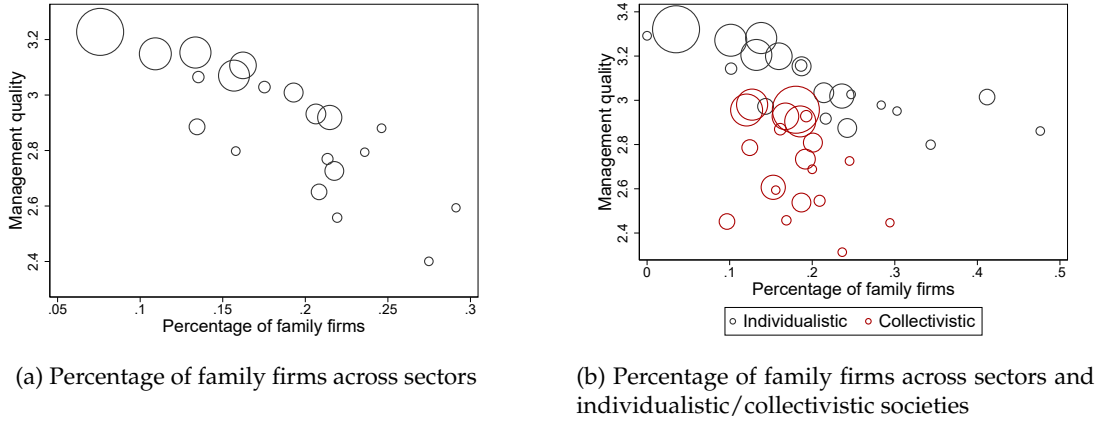 3.2
3
2.8
2.6
2.4
Management quality
.05
.1
.15
.2
.25
.3
Percentage of family firms
(a) Percentage of family firms across sectors
3.4
3.2
3
2.8
2.6
2.4
Management quality
0
.1
.2
.3
.4
.5
Percentage of family firms
Individualistic
Collectivistic
(b) Percentage of family firms across sectors and
individualistic/collectivistic societies